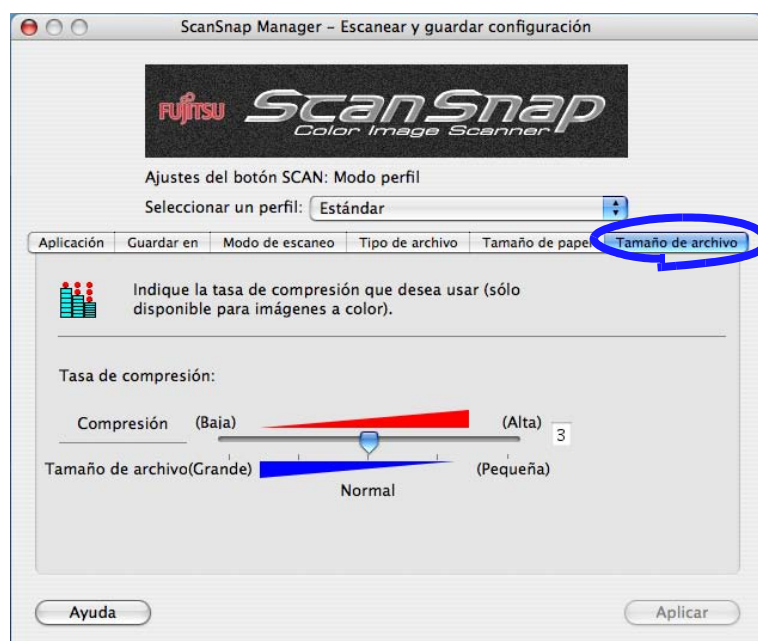 ScanSnap Manager – Escanear y guardar configuración
FUJITSU ScanSnap
Color Image Scanner
Ajustes del botón SCAN: Modo perfil
Seleccionar un perfil: Estándar
Aplicación Guardar en Modo de escaneo Tipo de archivo Tamaño de papel Tamaño de archivo
Indique la tasa de compresión que desea usar (sólo
disponible para imágenes a color).
Tasa de compresión:
Compresión (Baja) (Alta) 3
Tamaño de archivo(Grande) (Pequeña)
Normal
Ayuda Aplicar